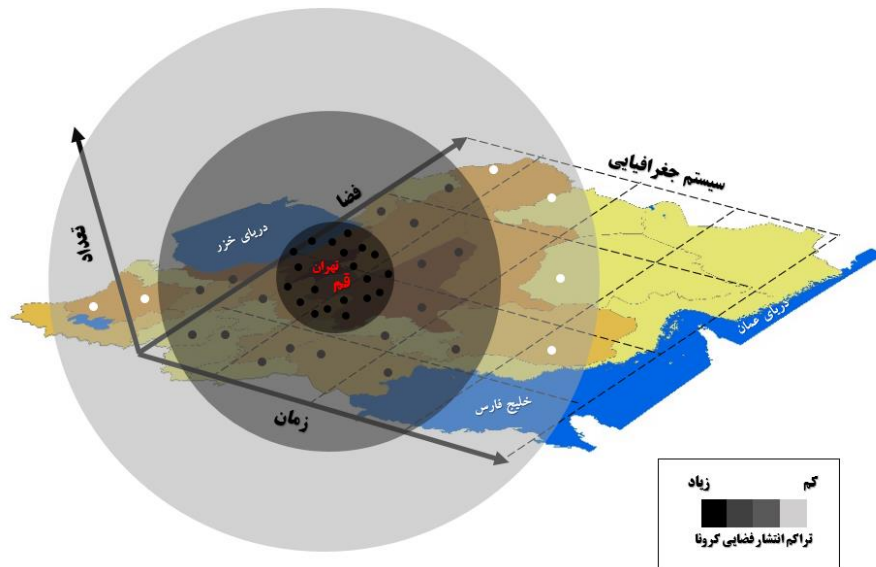 سیستم جغرافیایی
فضا
تعداد
دریای خزر
تهران
قم
دریای عمان
خلیج فارس
زمان
زیاد کم
تراکم انتشار فضایی کرونا